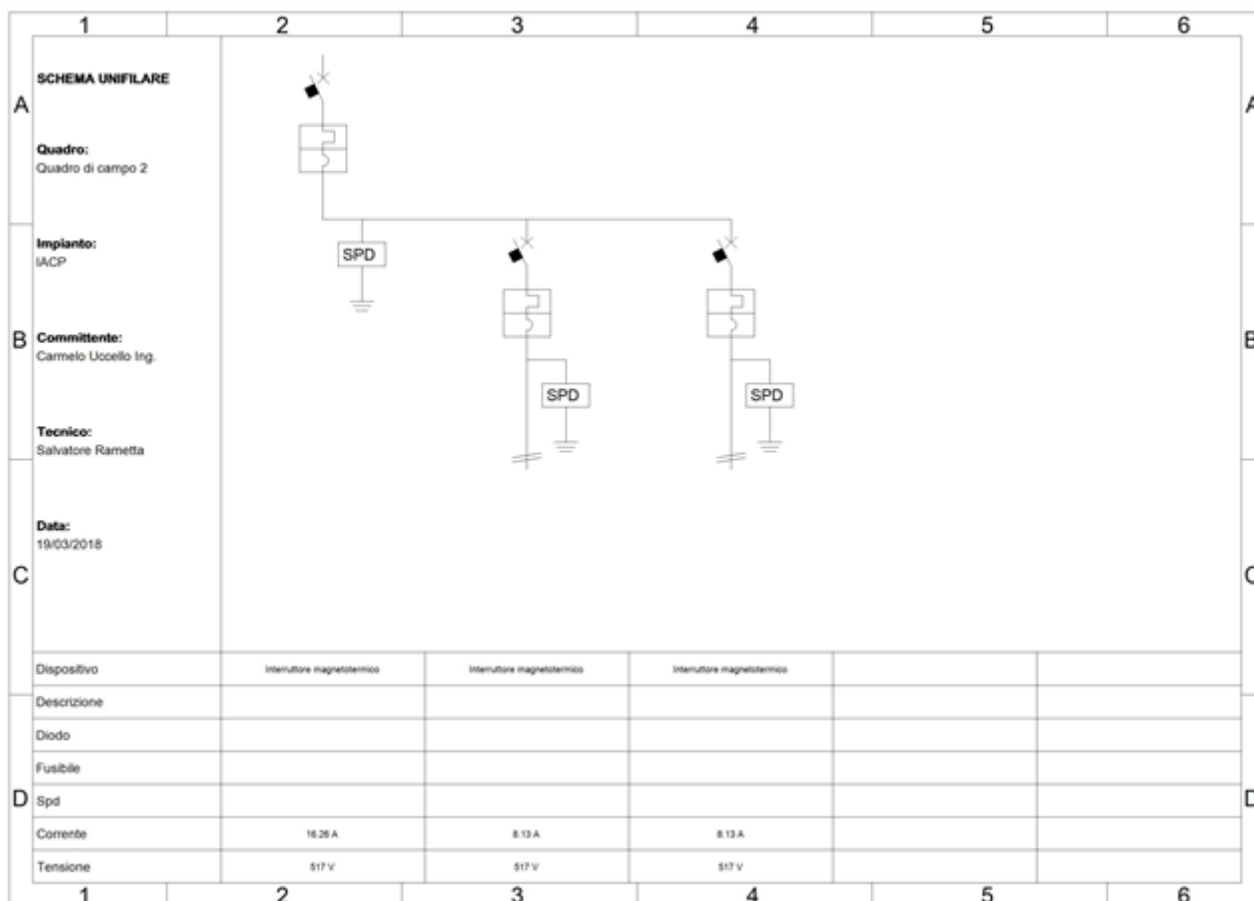 1 2 3 4 5 6
SCHEMA UNIFILARE
A A
Quadro:
Quadro di campo 2
Impianto:
IACP
SPD
B B
Committente:
Carmelo Uccello Ing.
SPD SPD
Tecnico:
Salvatore Rametta
Data:
19/03/2018
C C
Dispositivo Interruttore magnetotermico Interruttore magnetotermico Interruttore magnetotermico
Descrizione
Diodo
Fusibile
D Spd D
Corrente 16.26 A 8.13 A 8.13 A
Tensione 517 V 517 V 517 V
1 2 3 4 5 6